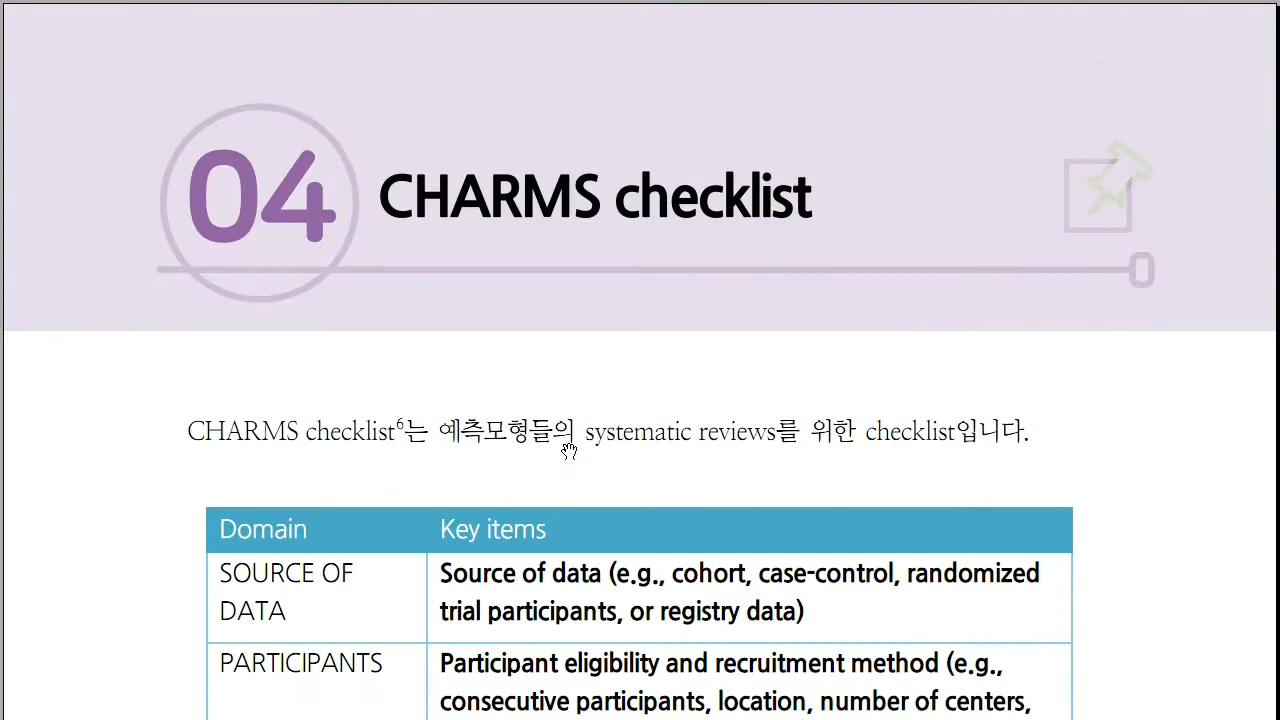 04
CHARMS checklist
CHARMS checklist⁶는 예측모형들의 systematic reviews를 위한 checklist입니다.
Domain Key items
SOURCE OF Source of data (e.g., cohort, case-control, randomized
DATA trial participants, or registry data)
PARTICIPANTS Participant eligibility and recruitment method (e.g.,
consecutive participants, location, number of centers,